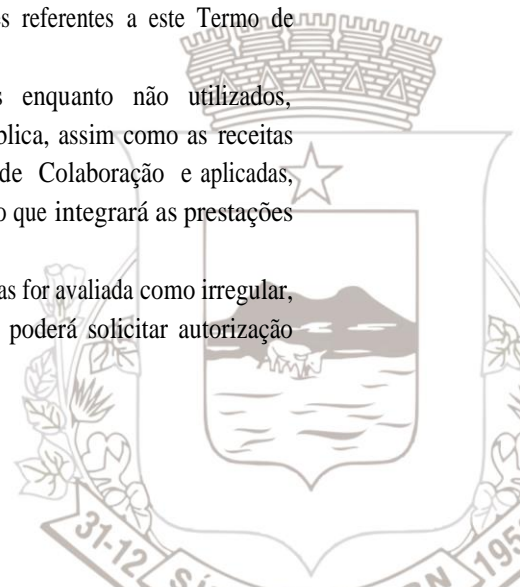 es referentes a este Termo de
s enquanto não utilizados,
blica, assim como as receitas
de Colaboração e aplicadas,
o que integrará as prestações
as for avaliada como irregular,
poderá solicitar autorização
31-12